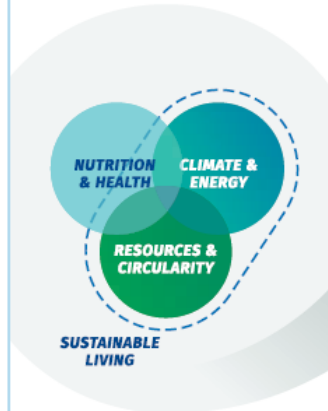 NUTRITION
& HEALTH
CLIMATE &
ENERGY
RESOURCES &
CIRCULARITY
SUSTAINABLE
LIVING